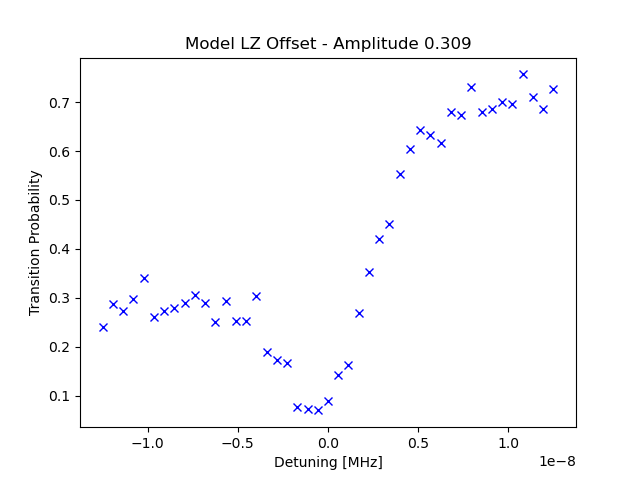 Model LZ Offset - Amplitude 0.309
Transition Probability
0.7
0.6
0.5
0.4
0.3
0.2
0.1
−1.0 −0.5 0.0 0.5 1.0
1e−8
Detuning [MHz]